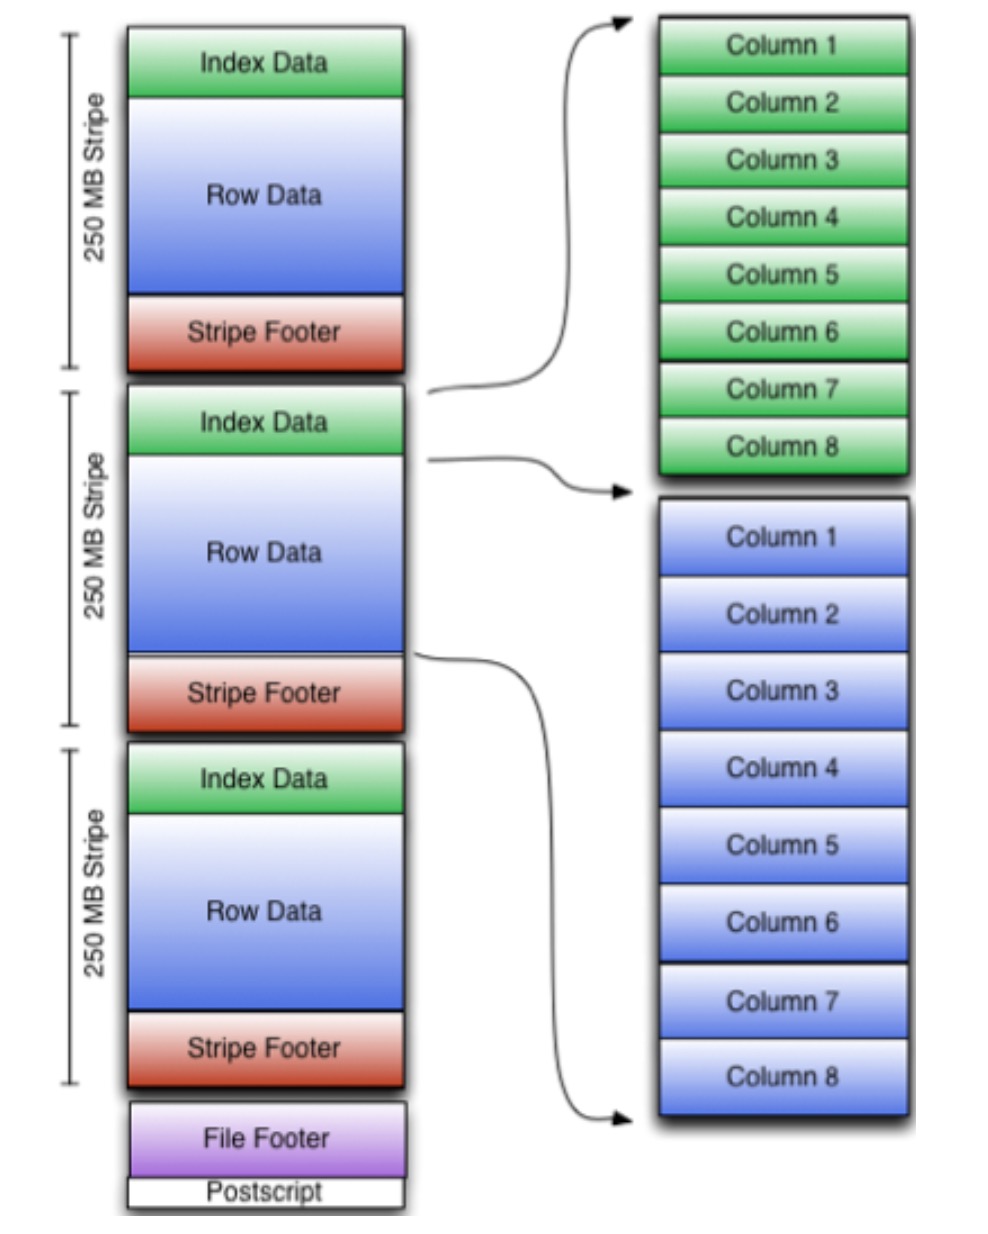 250 MB Stripe
Index Data
Row Data
Stripe Footer
250 MB Stripe
Index Data
Row Data
Stripe Footer
250 MB Stripe
Index Data
Row Data
Stripe Footer
File Footer
Postscript
Column 1
Column 2
Column 3
Column 4
Column 5
Column 6
Column 7
Column 8
Column 1
Column 2
Column 3
Column 4
Column 5
Column 6
Column 7
Column 8